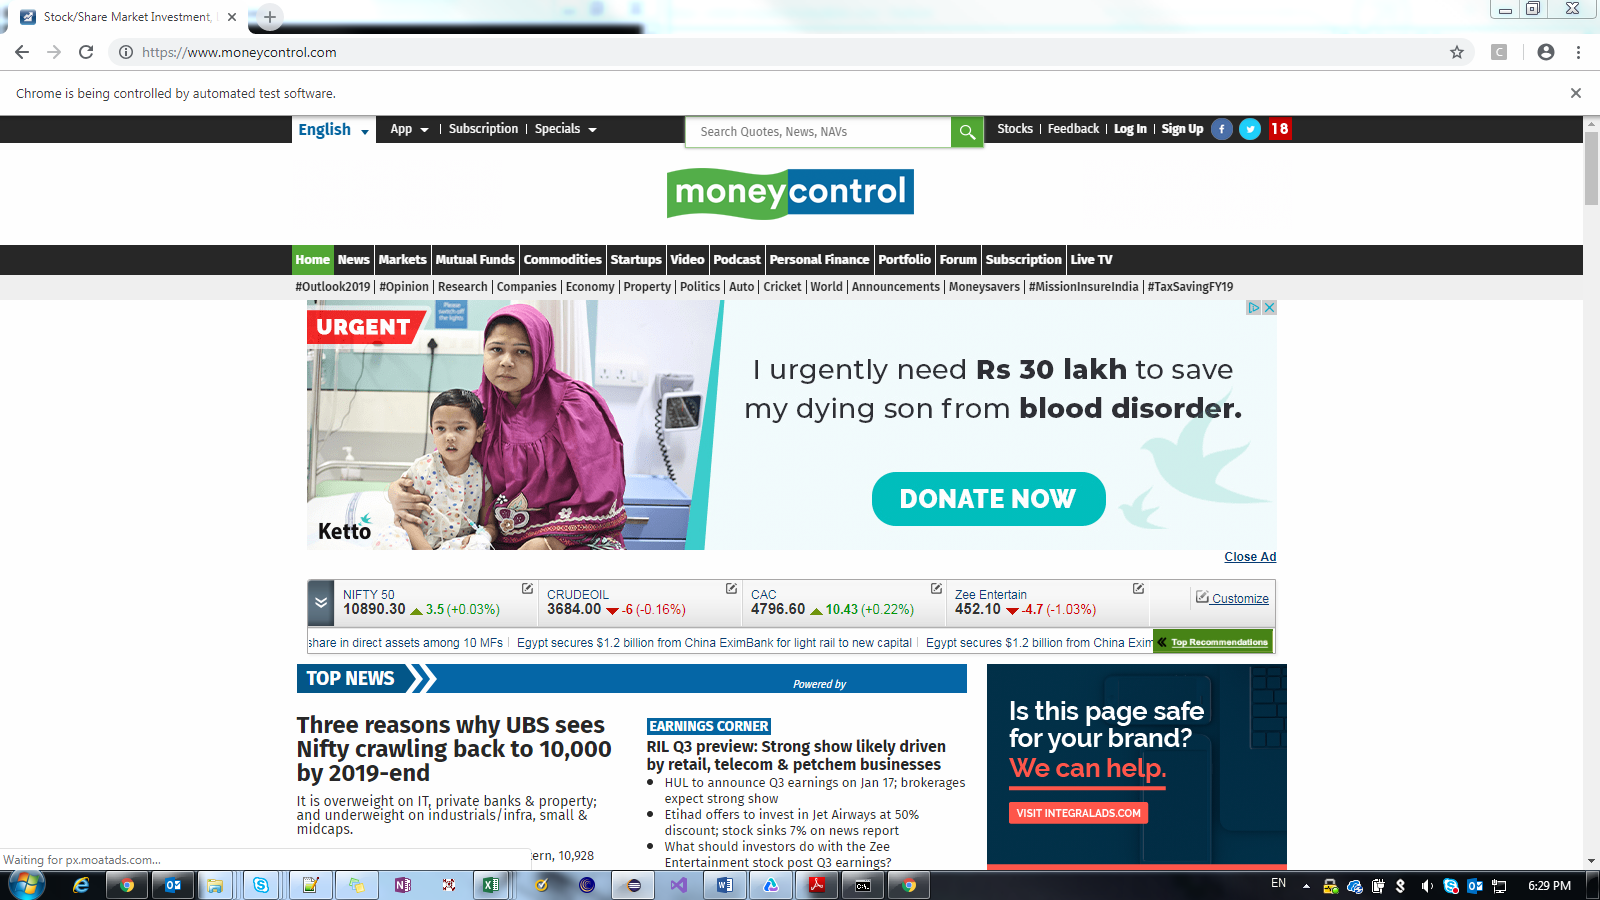 Stock/Share Market Investment,
https://www.moneycontrol.com
Chrome is being controlled by automated test software.
English App | Subscription | Specials
Search Quotes, News, NAVs
Stocks | Feedback | Log In | Sign Up f 18
moneycontrol
Home News Markets Mutual Funds Commodities Startups Video Podcast Personal Finance Portfolio Forum Subscription Live TV
#Outlook2019 | #Opinion | Research | Companies | Economy | Property | Politics | Auto | Cricket | World | Announcements | Moneysavers | #MissionInsureIndia | #TaxSavingFY19
Please
switch off
the lights
URGENT
I urgently need Rs 30 lakh to save
my dying son from blood disorder.
DONATE NOW
Ketto
Close Ad
NIFTY 50
10890.30 3.5 (+0.03%)
CRUDEOIL
3684.00 -6 (-0.16%)
CAC
4796.60 10.43 (+0.22%)
Zee Entertain
452.10 -4.7 (-1.03%)
Customize
share in direct assets among 10 MFs | Egypt secures $1.2 billion from China EximBank for light rail to new capital | Egypt secures $1.2 billion from China Exim
Top Recommendations
TOP NEWS
Powered by
Three reasons why UBS sees
Nifty crawling back to 10,000
by 2019-end
It is overweight on IT, private banks & property;
and underweight on industrials/infra, small &
midcaps.
tern, 10,928
EARNINGS CORNER
RIL Q3 preview: Strong show likely driven
by retail, telecom & petchem businesses
HUL to announce Q3 earnings on Jan 17; brokerages
expect strong show
Etihad offers to invest in Jet Airways at 50%
discount; stock sinks 7% on news report
What should investors do with the Zee
Entertainment stock post Q3 earnings?
Is this page safe
for your brand?
We can help.
VISIT INTEGRALADS.COM
Waiting for px.moatads.com...
EN
6:29 PM